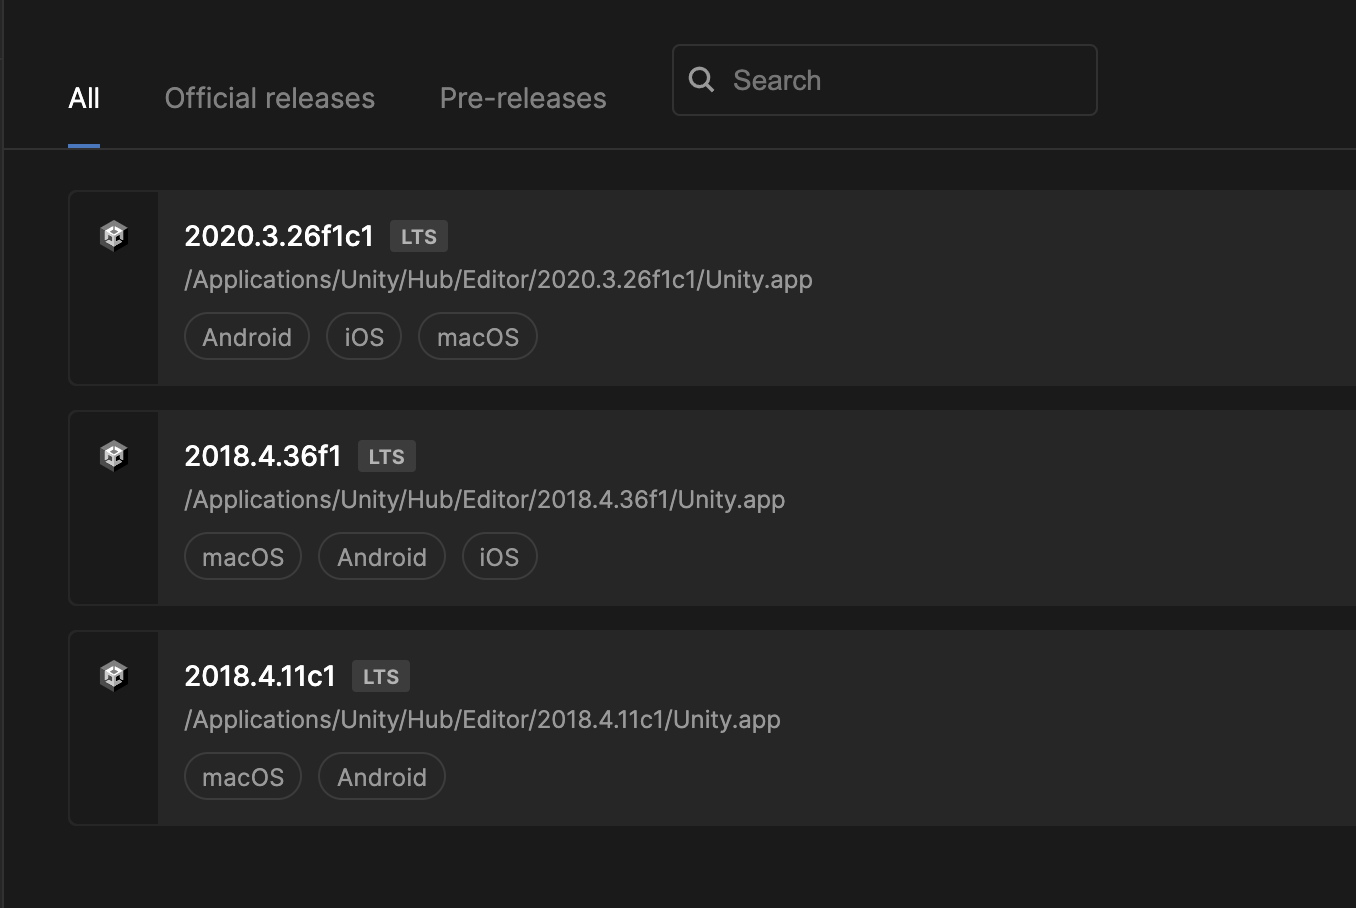 All Official releases Pre-releases Search
2020.3.26f1c1 LTS
/Applications/Unity/Hub/Editor/2020.3.26f1c1/Unity.app
Android iOS macOS
2018.4.36f1 LTS
/Applications/Unity/Hub/Editor/2018.4.36f1/Unity.app
macOS Android iOS
2018.4.11c1 LTS
/Applications/Unity/Hub/Editor/2018.4.11c1/Unity.app
macOS Android